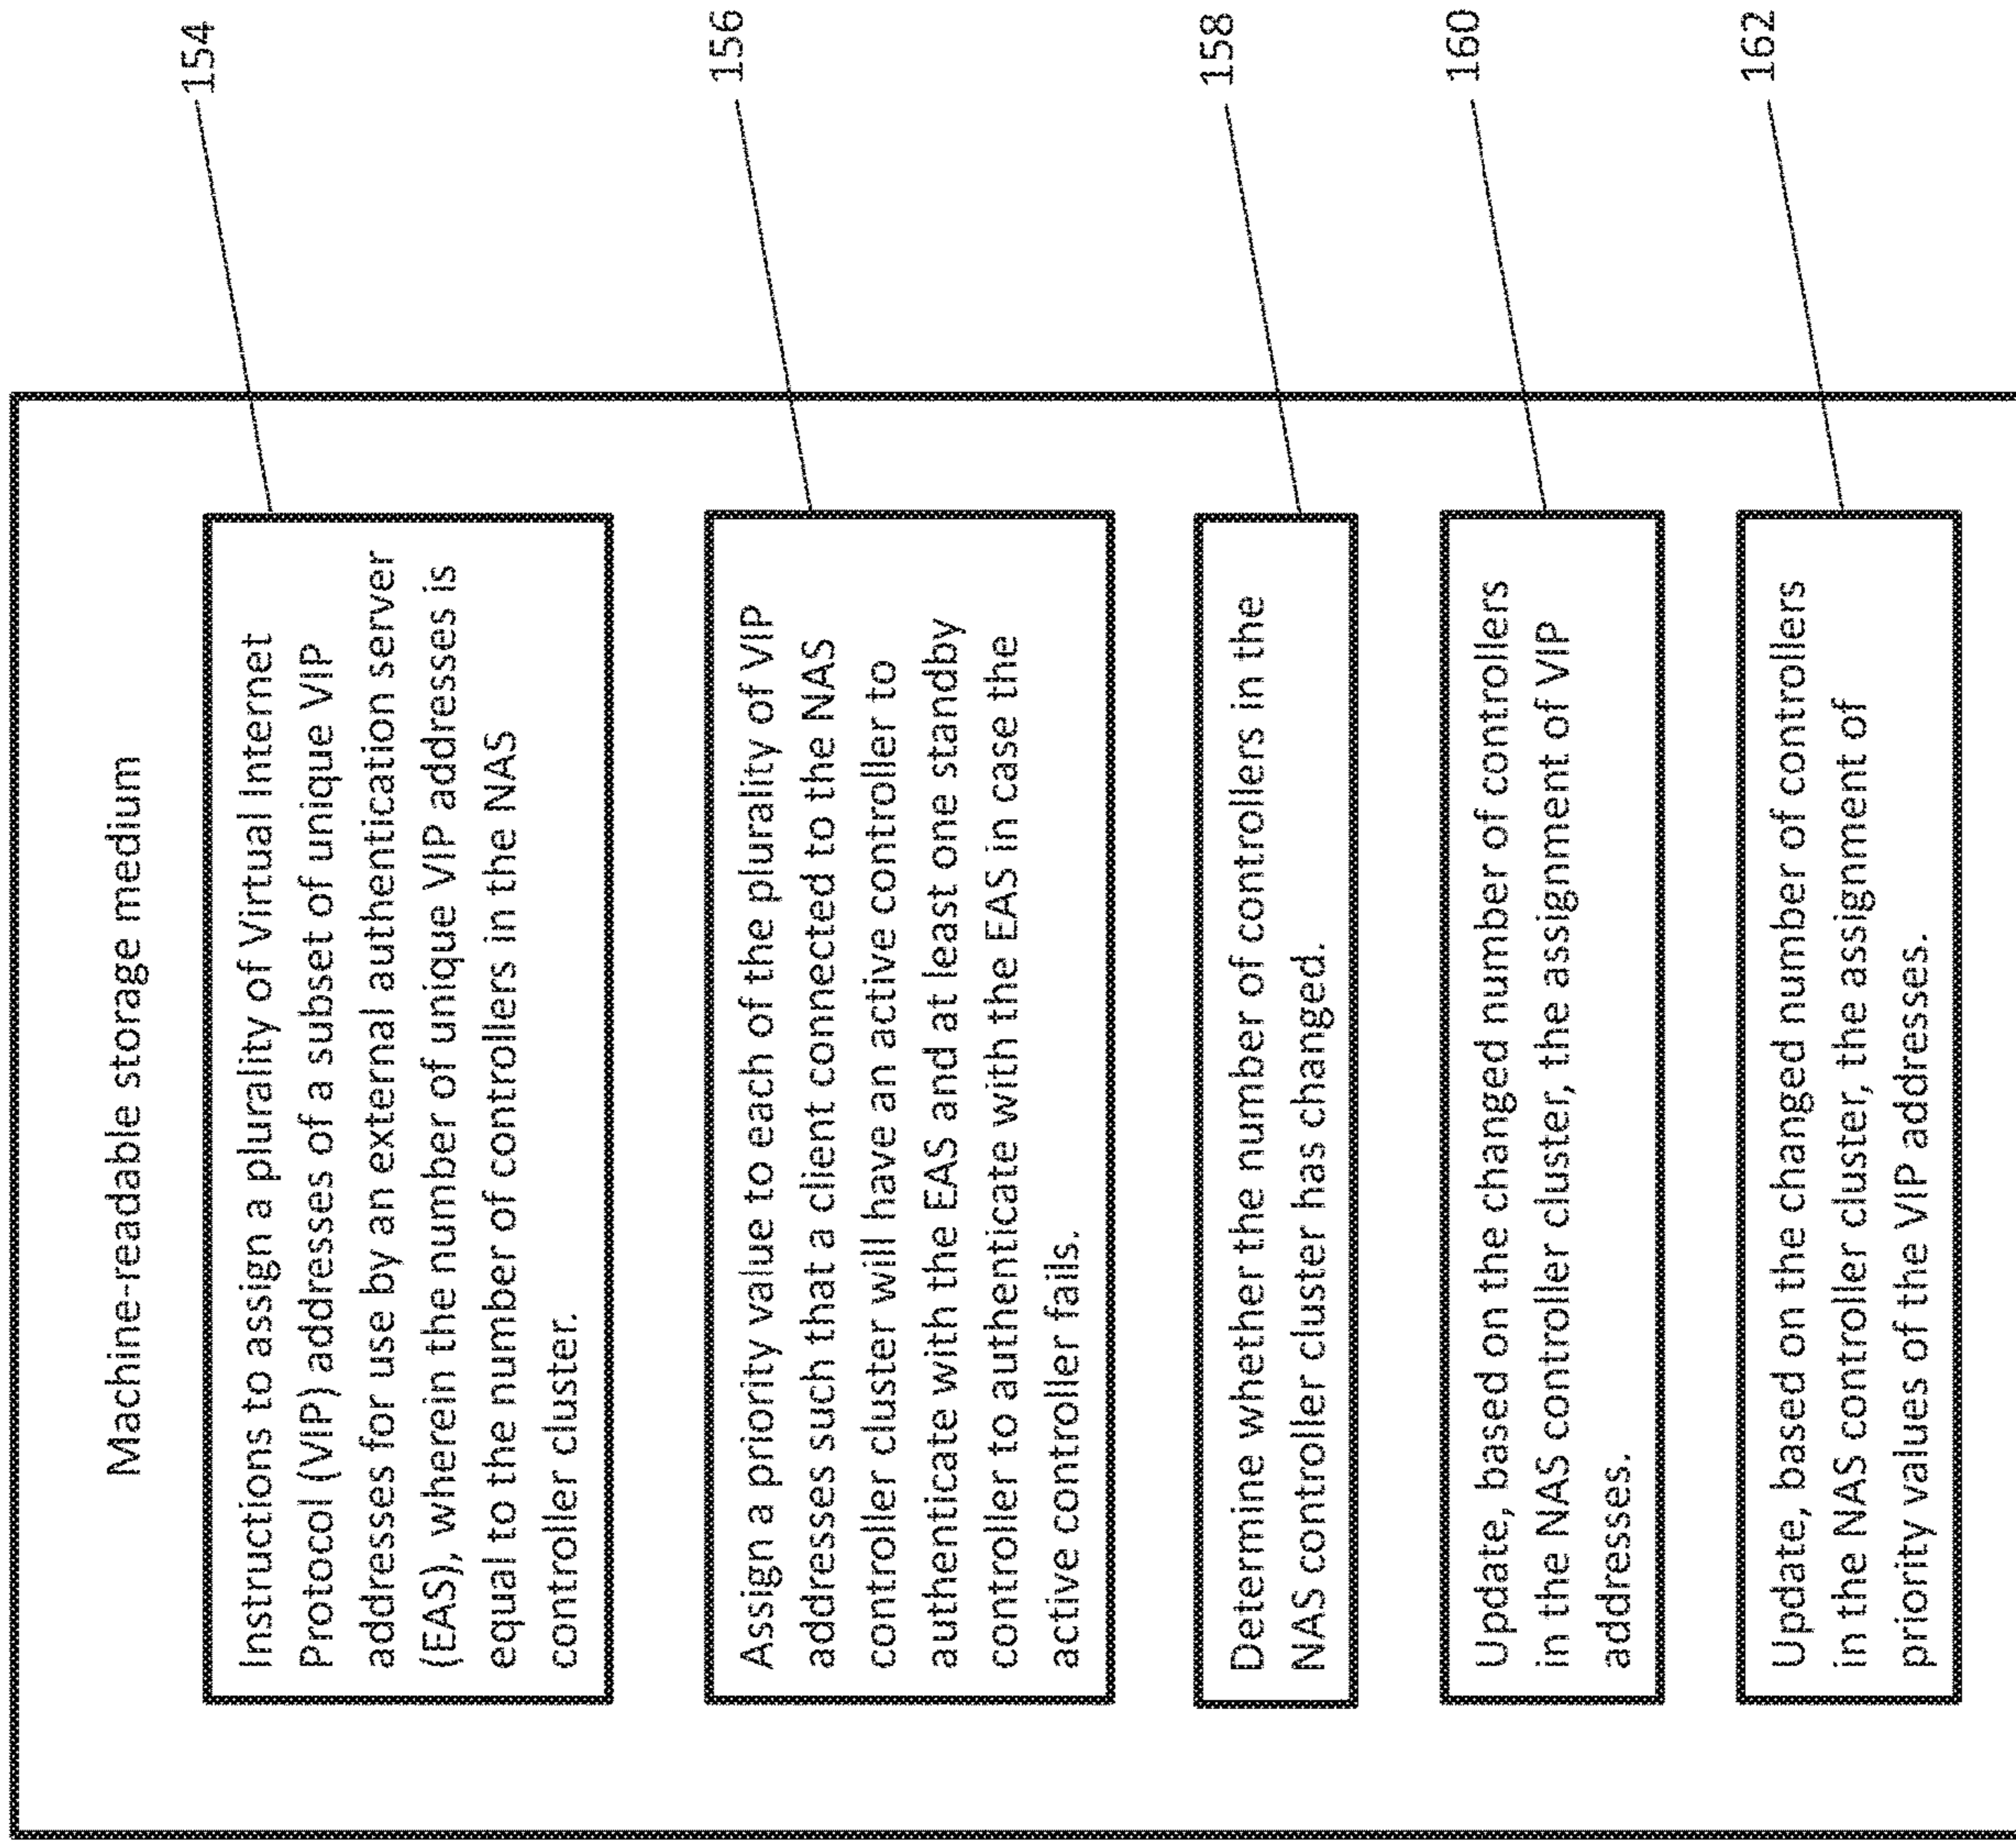 Machine-readable storage medium
Instructions to assign a plurality of Virtual Internet
Protocol (VIP) addresses of a subset of unique VIP
addresses for use by an external authentication server
(EAS), wherein the number of unique VIP addresses is
equal to the number of controllers in the NAS
controller cluster.
154
Assign a priority value to each of the plurality of VIP
addresses such that a client connected to the NAS
controller cluster will have an active controller to
authenticate with the EAS and at least one standby
controller to authenticate with the EAS in case the
active controller fails.
156
Determine whether the number of controllers in the
NAS controller cluster has changed.
158
Update, based on the changed number of controllers
in the NAS controller cluster, the assignment of VIP
addresses.
160
Update, based on the changed number of controllers
in the NAS controller cluster, the assignment of
priority values of the VIP addresses.
162